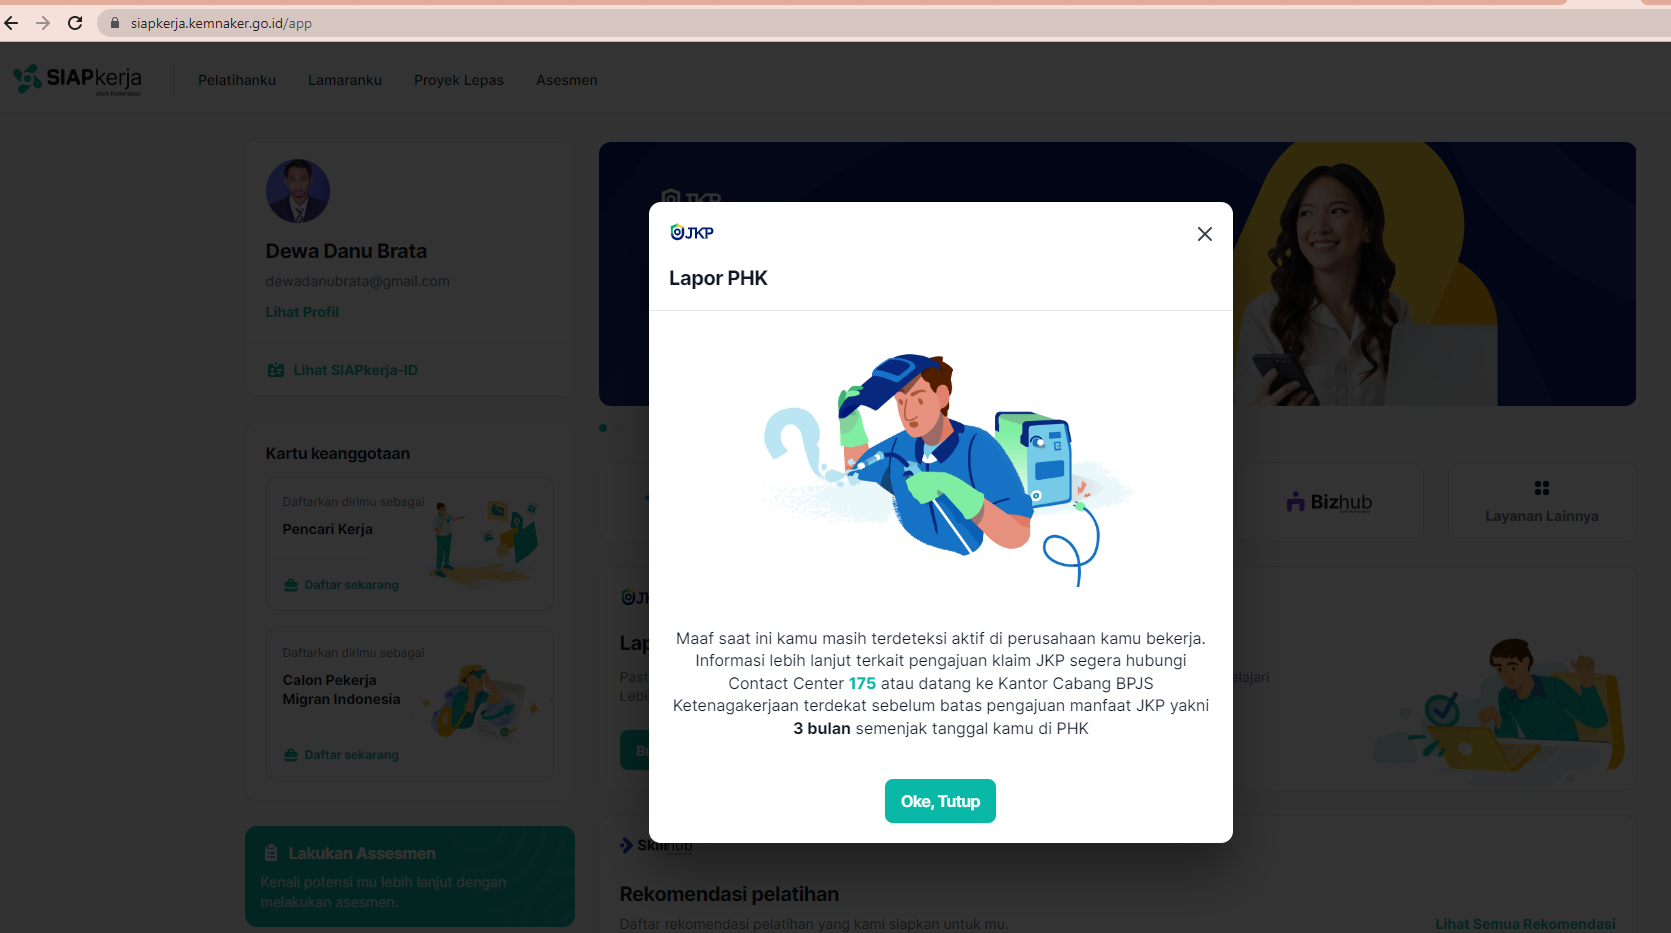 siapkerja.kemnaker.go.id/app
SIAPkerja
oleh Kemnaker
Pelatihanku
Lamaranku
Proyek Lepas
Asesmen
Dewa Danu Brata
dewadanubrata@gmail.com
Lihat Profil
Lihat SIAPkerja-ID
Kartu keanggotaan
Daftarkan dirimu sebagai
Pencari Kerja
Daftar sekarang
Daftarkan dirimu sebagai
Calon Pekerja
Migran Indonesia
Daftar sekarang
Lakukan Assesmen
Kenali potensi mu lebih lanjut dengan
melakukan asesmen.
JKP
JKP
Lapor PHK
Maaf saat ini kamu masih terdeteksi aktif di perusahaan kamu bekerja.
Informasi lebih lanjut terkait pengajuan klaim JKP segera hubungi
Contact Center 175 atau datang ke Kantor Cabang BPJS
Ketenagakerjaan terdekat sebelum batas pengajuan manfaat JKP yakni
3 bulan semenjak tanggal kamu di PHK
Oke, Tutup
Bizhub
Layanan Lainnya
Skillhub
Rekomendasi pelatihan
Daftar rekomendasi pelatihan yang kami siapkan untuk mu.
Lihat Semua Rekomendasi